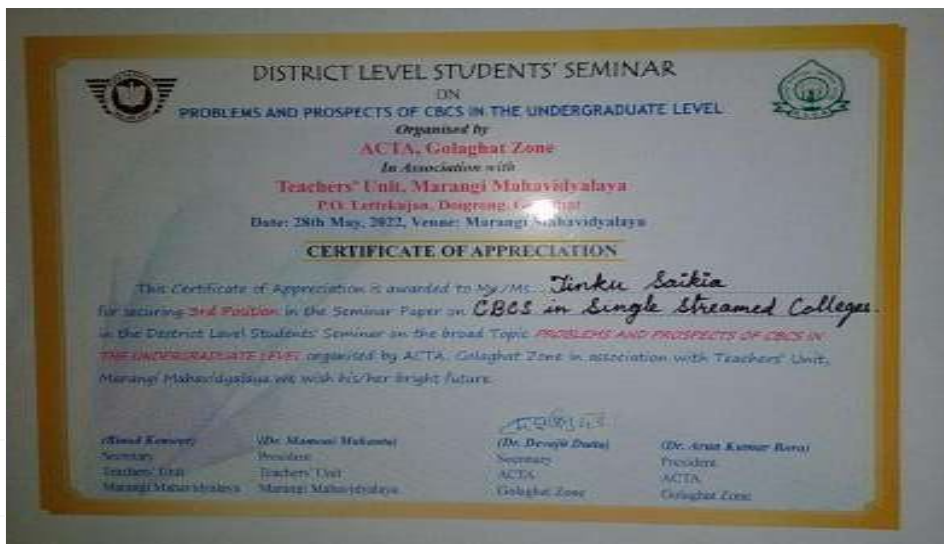 DISTRICT LEVEL STUDENTS' SEMINAR
ON
PROBLEMS AND PROSPECTS OF CBCS IN THE UNDERGRADUATE LEVEL
Organised by
ACTA, Golaghat Zone
In Association with
Teachers' Unit, Marangi Mahavidyalaya
P.O. Letekujan, Doigrong,
Date: 28th May, 2022, Venue: Marangi Mahavidyalaya
CERTIFICATE OF APPRECIATION
This Certificate of Appreciation is awarded to Mr./Ms. Jinku Saikia
for securing 3rd Position in the Seminar Paper on CBCS in Single Streamed Colleges.
in the District Level Students' Seminar on the broad Topic PROBLEMS AND PROSPECTS OF CBCS IN
THE UNDERGRADUATE LEVEL organised by ACTA, Golaghat Zone in association with Teachers' Unit,
Marangi Mahavidyalaya we wish his/her bright future.
(Dr. Mamoni Mahanta) (Dr. Devajit Dutta) (Dr. Arun Kumar Bora)
Secretary President Secretary President
Teachers' Unit Teachers' Unit ACTA ACTA
Marangi Mahavidyalaya Marangi Mahavidyalaya Golaghat Zone Golaghat Zone